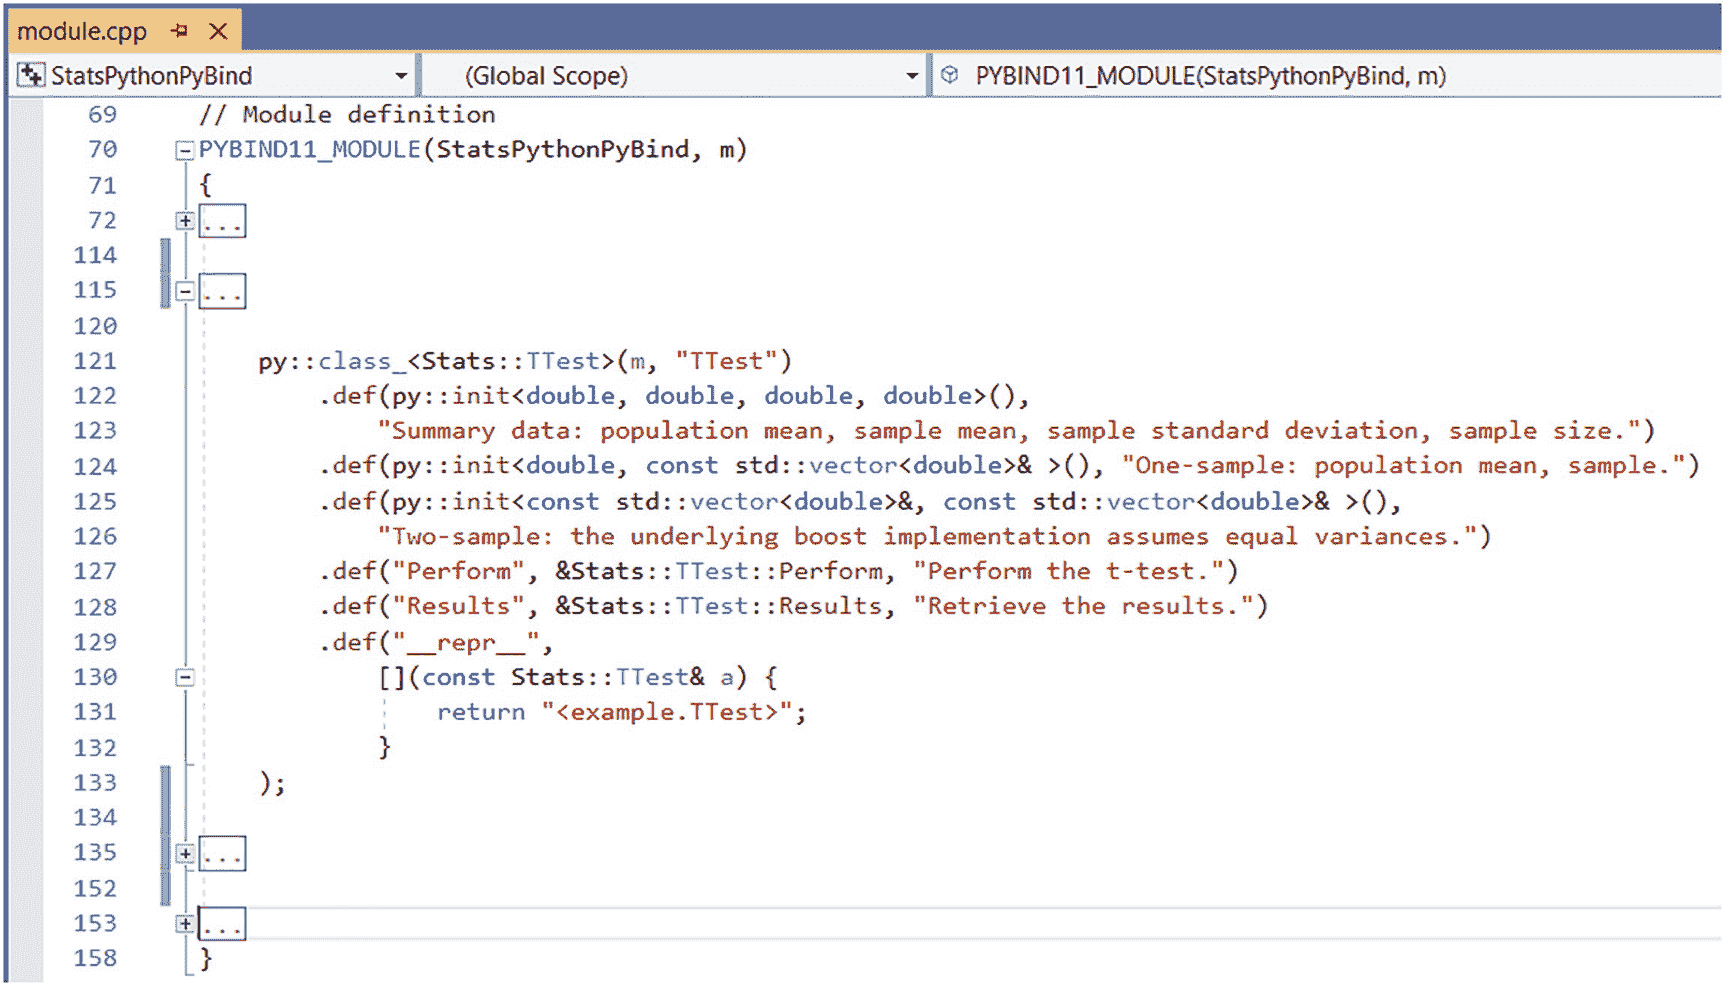 module.cpp
StatsPythonPyBind (Global Scope) PYBIND11_MODULE(StatsPythonPyBind, m)
69 // Module definition
70 PYBIND11_MODULE(StatsPythonPyBind, m)
71 {
72 ...
114
115 ...
120
121 py::class_<Stats::TTest>(m, "TTest")
122 .def(py::init<double, double, double, double>(),
123 "Summary data: population mean, sample mean, sample standard deviation, sample size.")
124 .def(py::init<double, const std::vector<double>& >(), "One-sample: population mean, sample.")
125 .def(py::init<const std::vector<double>&, const std::vector<double>& >(),
126 "Two-sample: the underlying boost implementation assumes equal variances.")
127 .def("Perform", &Stats::TTest::Perform, "Perform the t-test.")
128 .def("Results", &Stats::TTest::Results, "Retrieve the results.")
129 .def("__repr__",
130 [](const Stats::TTest& a) {
131 return "<example.TTest>";
132 }
133 );
134
135 ...
152
153 ...
158 }